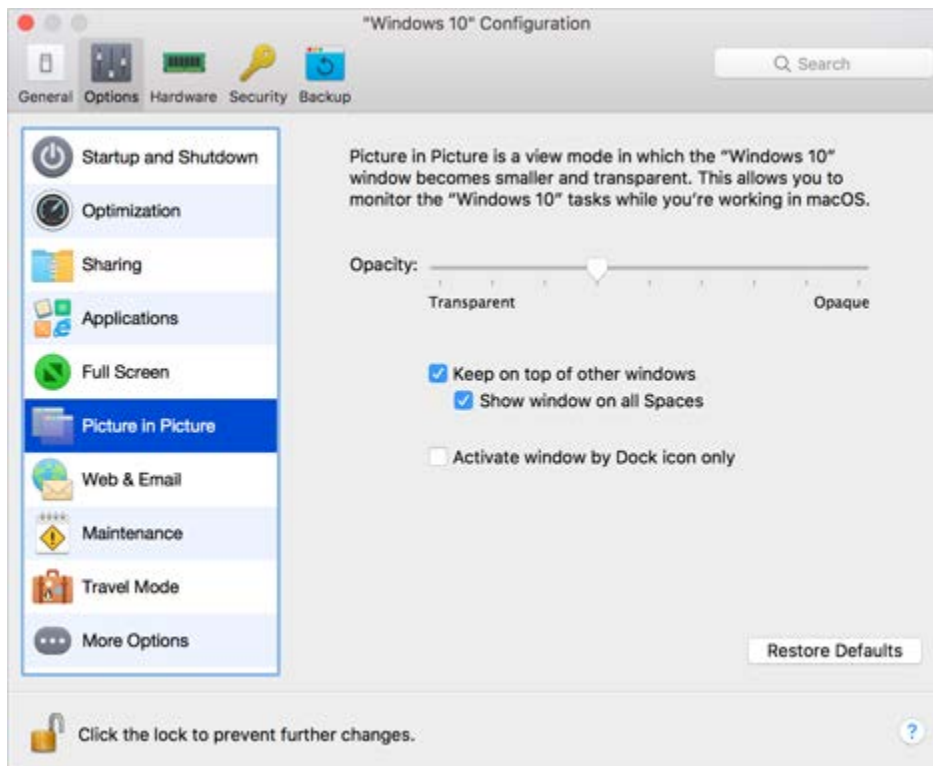 "Windows 10" Configuration
General Options Hardware Security Backup
Search
Startup and Shutdown
Optimization
Sharing
Applications
Full Screen
Picture in Picture
Web & Email
Maintenance
Travel Mode
More Options
Picture in Picture is a view mode in which the “Windows 10”
window becomes smaller and transparent. This allows you to
monitor the “Windows 10” tasks while you’re working in macOS.
Opacity:
Transparent Opaque
Keep on top of other windows
Show window on all Spaces
Activate window by Dock icon only
Restore Defaults
Click the lock to prevent further changes.
?